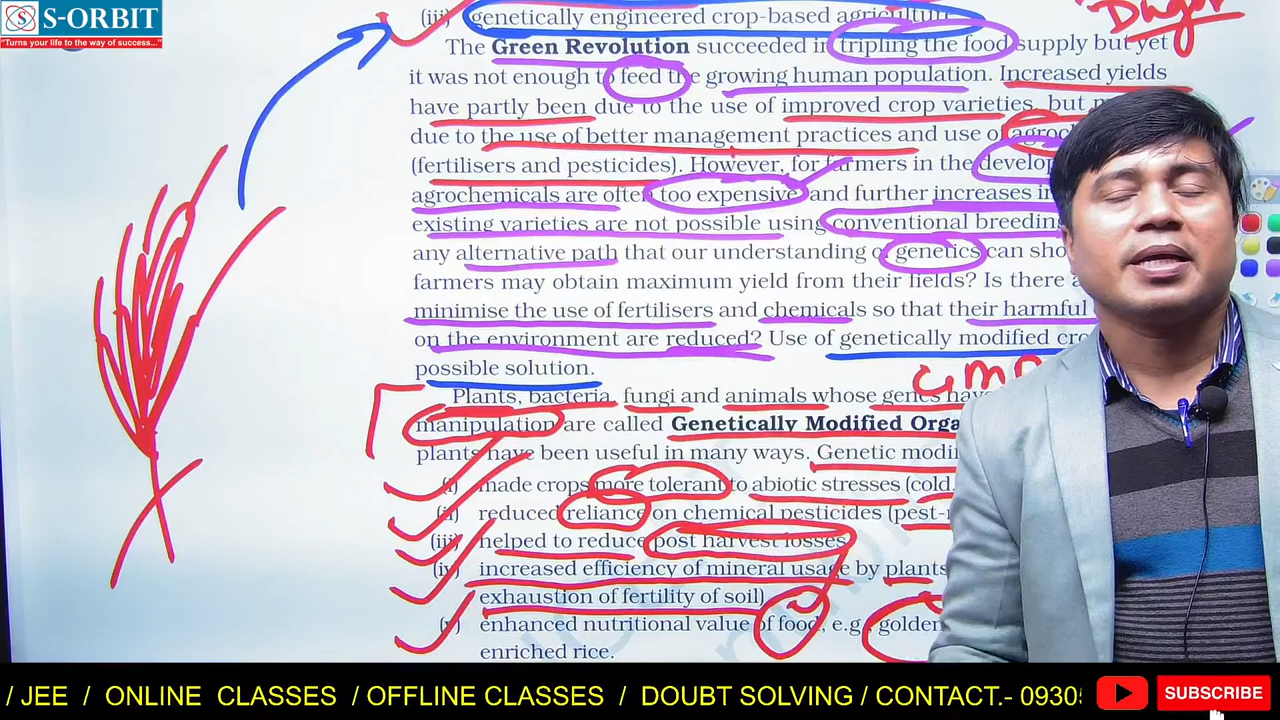 S-ORBIT
"Turns your life to the way of success..."
(iii) genetically engineered crop-based agriculture
The Green Revolution succeeded in tripling the food supply but yet
it was not enough to feed the growing human population. Increased yields
have partly been due to the use of improved crop varieties, but
due to the use of better management practices and use of
(fertilisers and pesticides). However, for farmers in the
agrochemicals are often too expensive and further increases in
existing varieties are not possible using conventional breeding
any alternative path that our understanding of genetics can
farmers may obtain maximum yield from their fields? Is there
minimise the use of fertilisers and chemicals so that their harmful
on the environment are reduced? Use of genetically modified
possible solution.
Plants, bacteria, fungi and animals whose genes
manipulation are called Genetically Modified
plants have been useful in many ways. Genetic
(i) made crops more tolerant to abiotic stresses (cold,
(ii) reduced reliance on chemical pesticides
(iii) helped to reduce post harvest losses
(iv) increased efficiency of mineral usage by plants
exhaustion of fertility of soil)
(v) enhanced nutritional value of food, e.g., golden
enriched rice.
/ JEE / ONLINE CLASSES / OFFLINE CLASSES / DOUBT SOLVING / CONTACT.- 0930
SUBSCRIBE